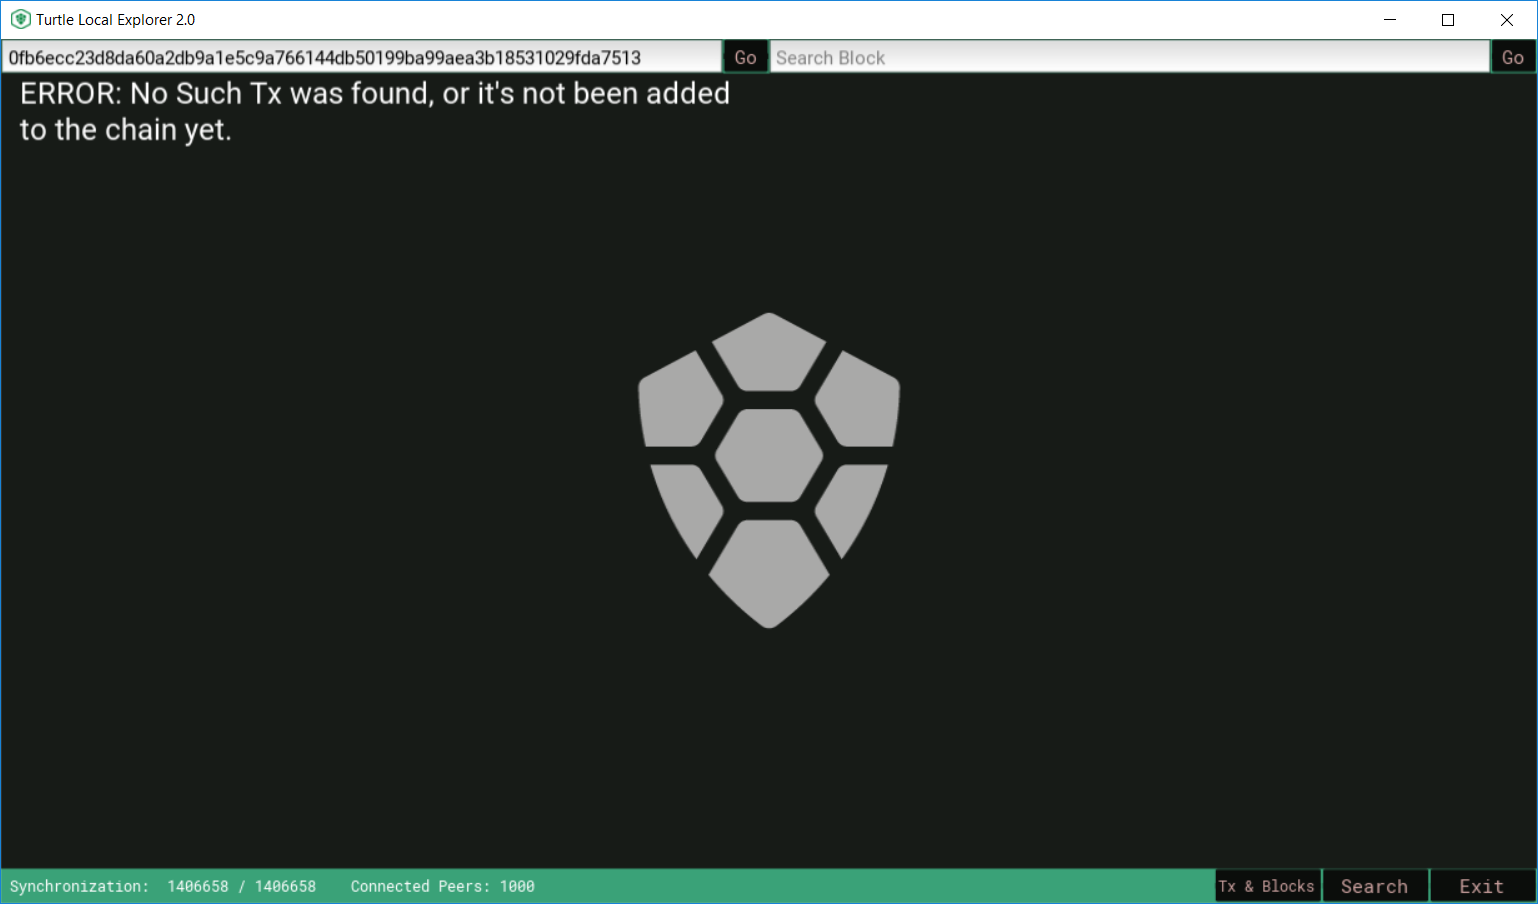 Turtle Local Explorer 2.0
0fb6ecc23d8da60a2db9a1e5c9a766144db50199ba99aea3b18531029fda7513 Go Search Block Go
ERROR: No Such Tx was found, or it's not been added
to the chain yet.
Synchronization: 1406658 / 1406658 Connected Peers: 1000 Tx & Blocks Search Exit